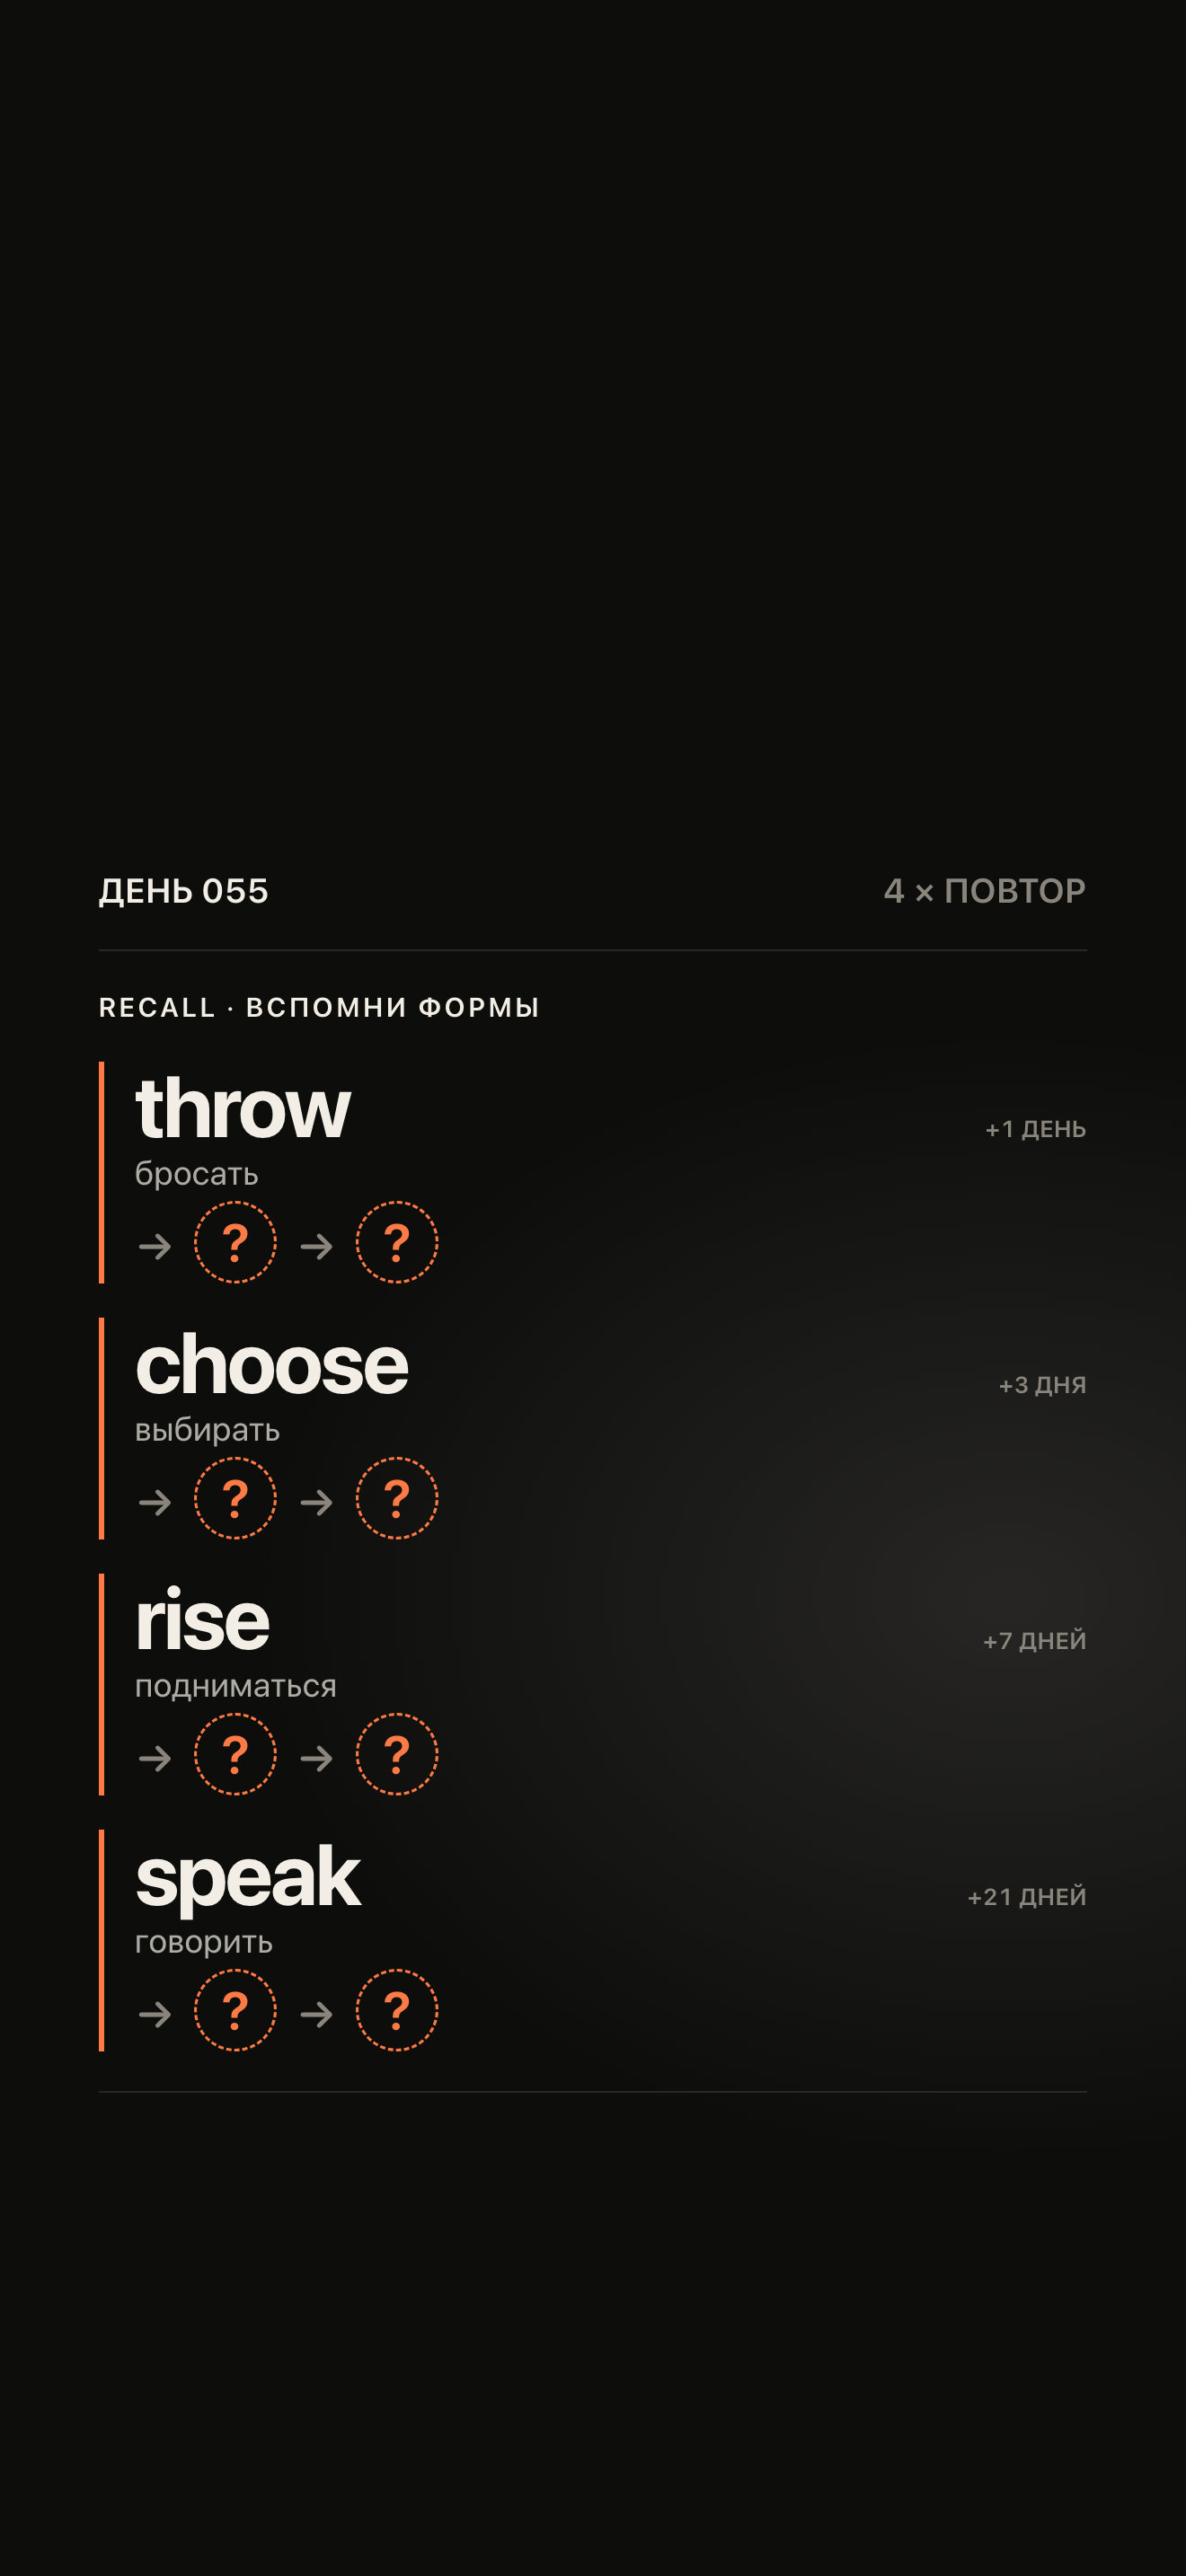 ДЕНЬ 055
4 × ПОВТОР
RECALL · ВСПОМНИ ФОРМЫ
throw
+1 ДЕНЬ
бросать
→ ? → ?
choose
+3 ДНЯ
выбирать
→ ? → ?
rise
+7 ДНЕЙ
подниматься
→ ? → ?
speak
+21 ДНЕЙ
говорить
→ ? → ?